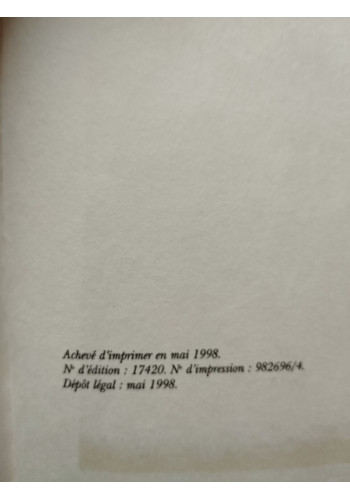 Achevé d'imprimer en mai 1998.
N° d'édition : 17420. N° d'impression : 982696/4.
Dépôt légal : mai 1998.